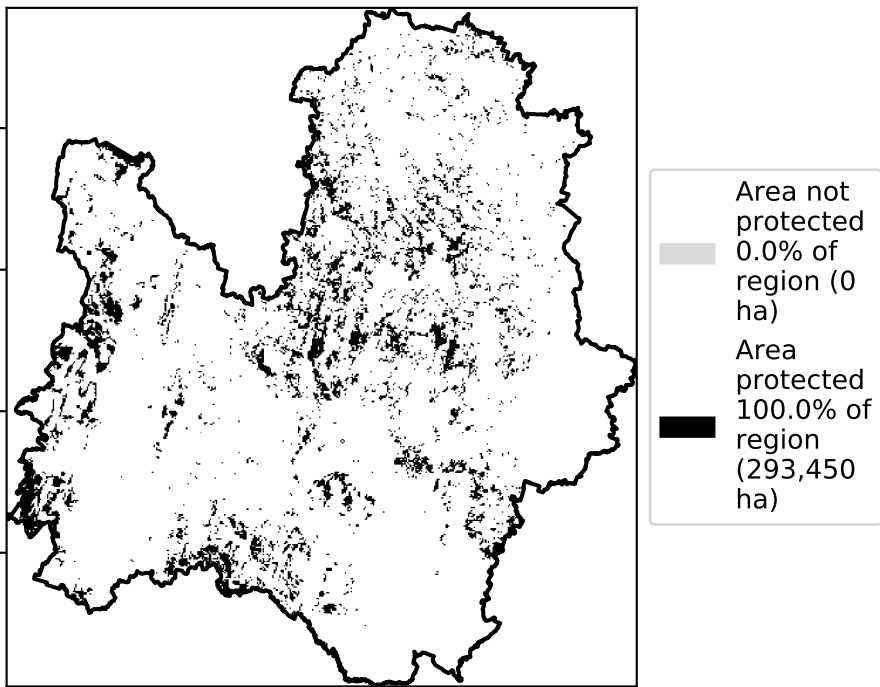 Area not
protected
0.0% of
region (0
ha)
Area
protected
100.0% of
region
(293,450
ha)